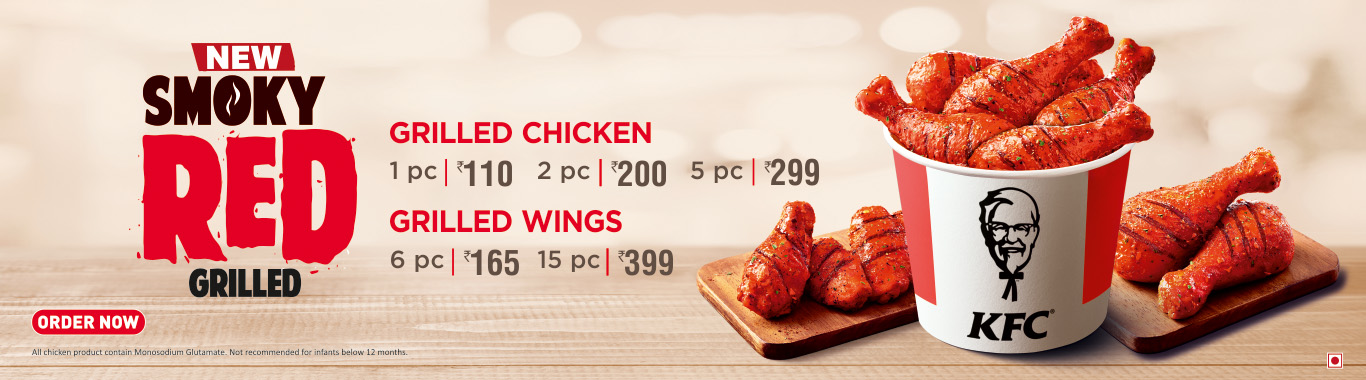 NEW
SMOKY
RED
GRILLED
GRILLED CHICKEN
1 pc | ₹110 2 pc | ₹200 5 pc | ₹299
GRILLED WINGS
6 pc | ₹165 15 pc | ₹399
KFC®
ORDER NOW
All chicken product contain Monosodium Glutamate. Not recommended for infants below 12 months.